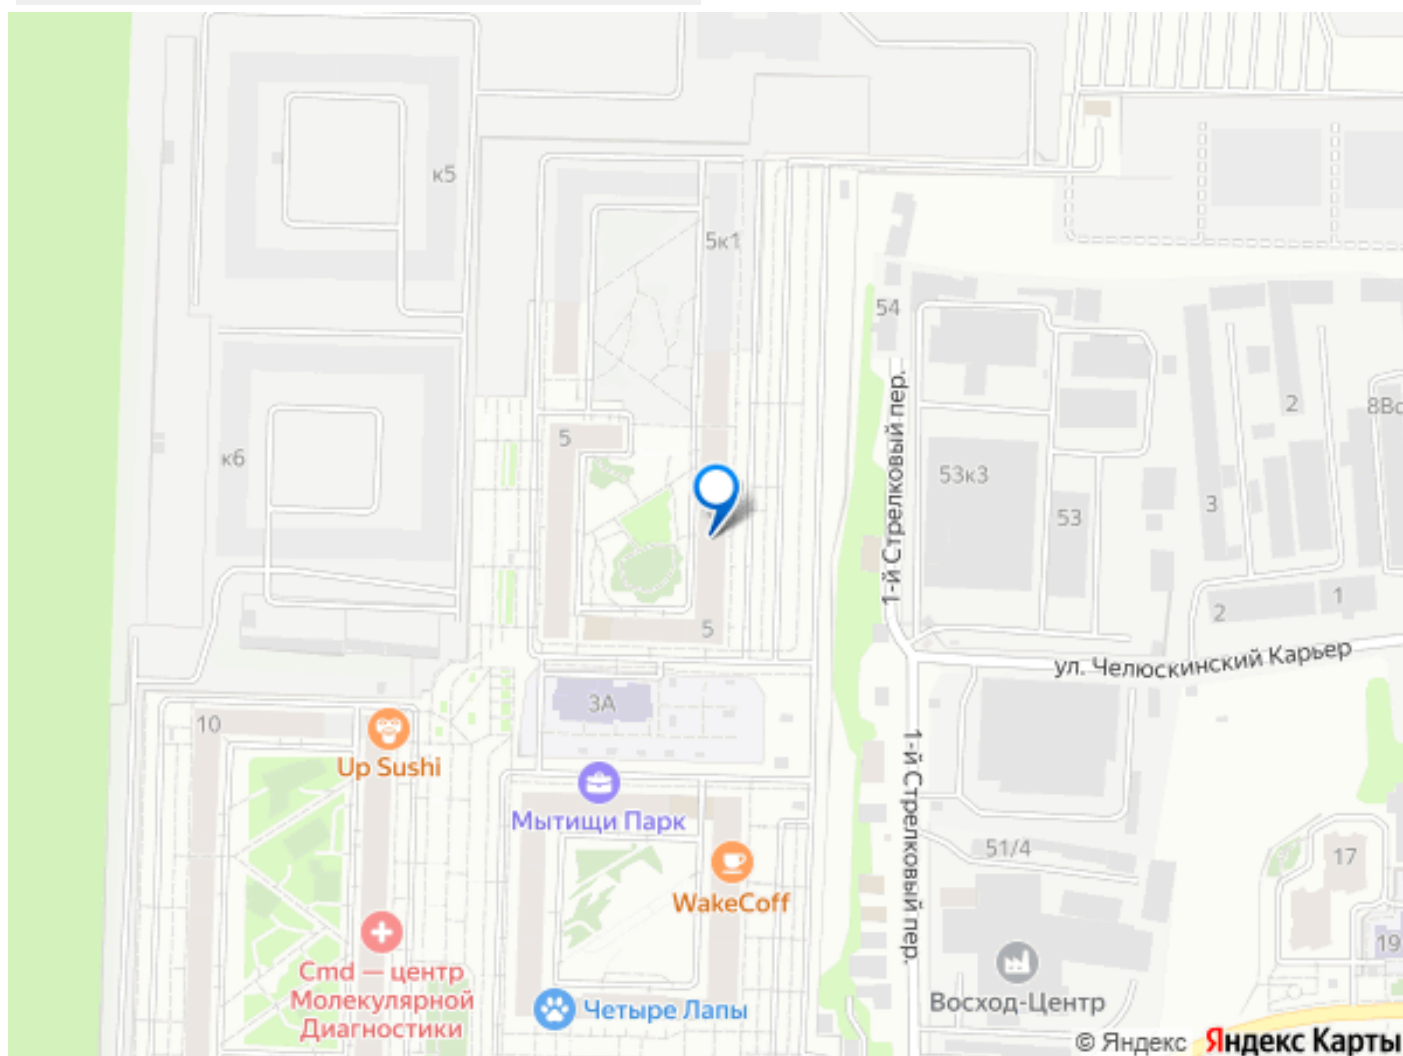 к5
5к1
54
2
8Вс
5
к6
53к3
53
3
1-й Стрелковый пер.
2
1
5
ул. Челюскинский Карьер
3А
10
Up Sushi
1-й Стрелковый пер.
Мытищи Парк
51/4
17
WakeCoff
19
Cmd — центр
Молекулярной
Диагностики
Восход-Центр
Четыре Лапы
© Яндекс Яндекс Карты